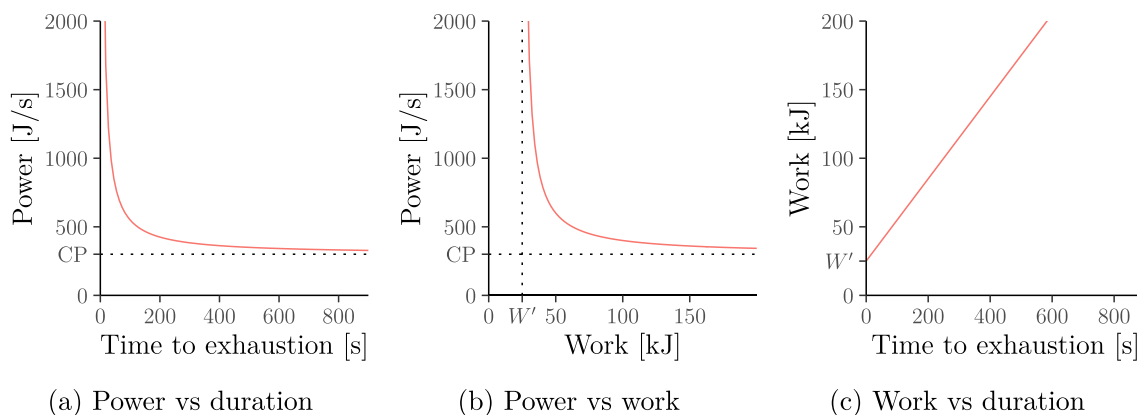 Power [J/s]
2000
1500
1000
500
CP
0
0 200 400 600 800
Time to exhaustion [s]
(a) Power vs duration
Power [J/s]
2000
1500
1000
500
CP
0
0 W′ 50 100 150
Work [kJ]
(b) Power vs work
Work [kJ]
200
150
100
50
W′
0
0 200 400 600 800
Time to exhaustion [s]
(c) Work vs duration